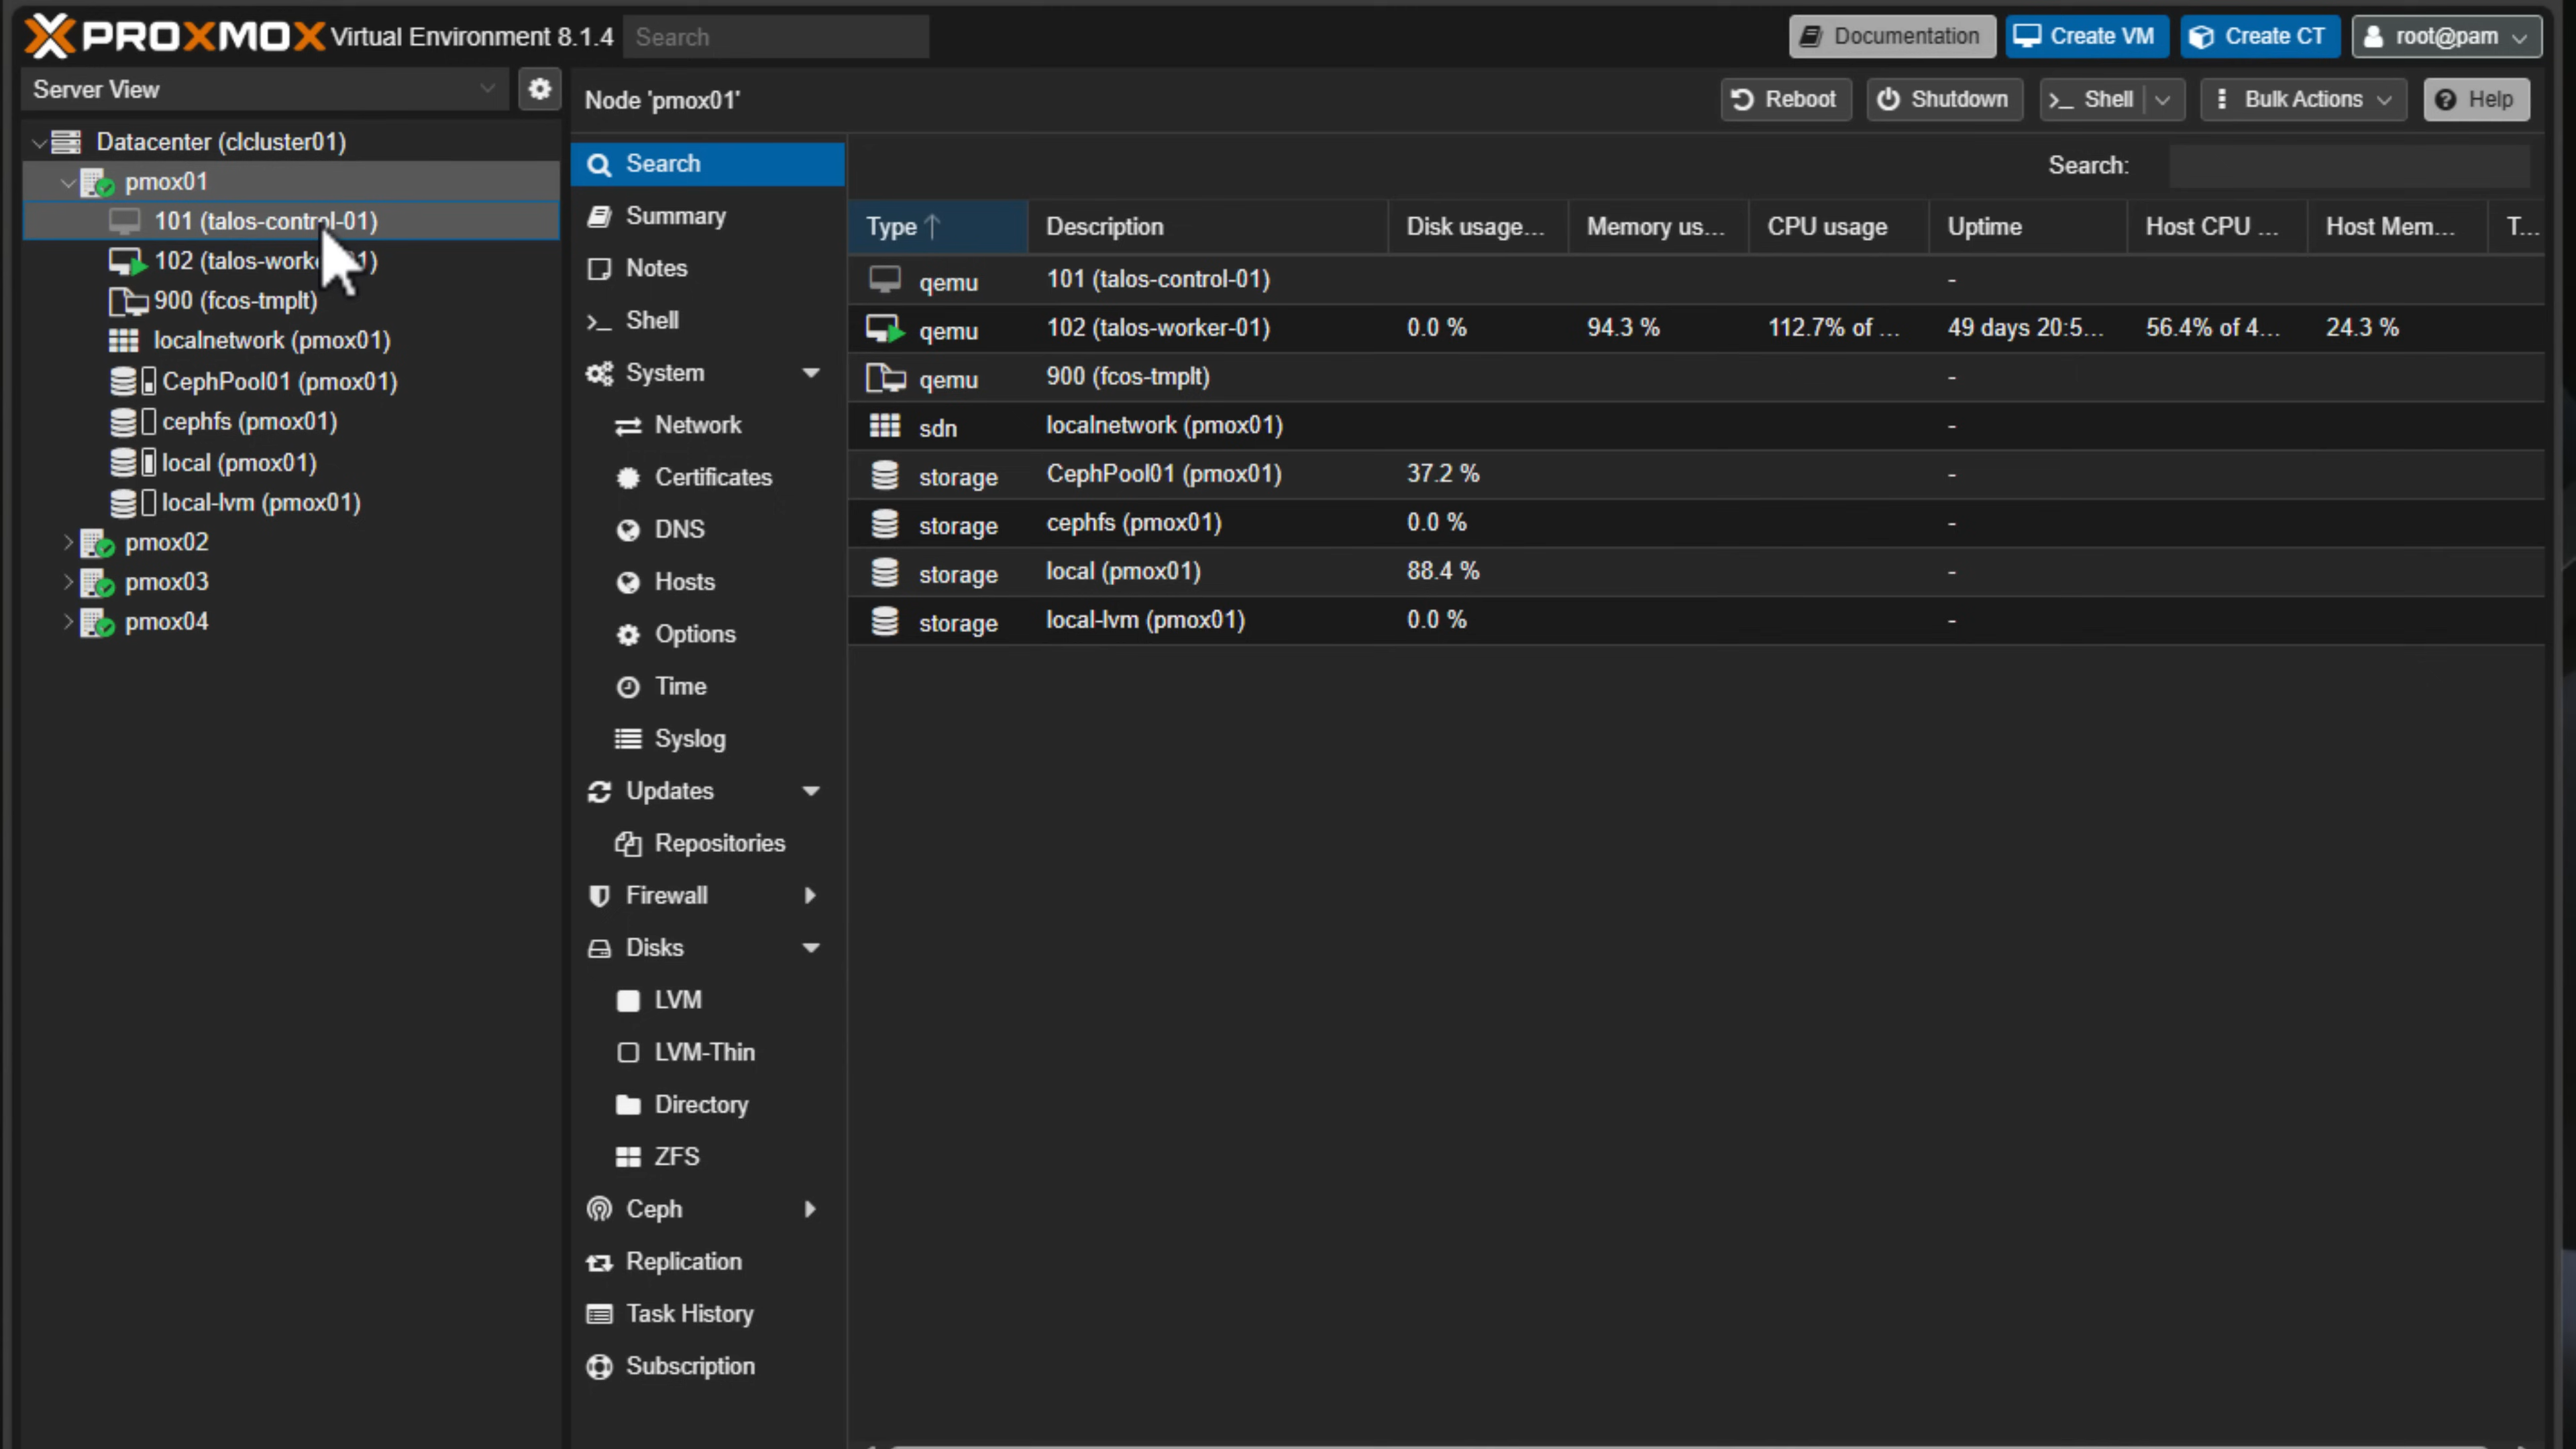 PROXMOX Virtual Environment 8.1.4 Search Documentation Create VM Create CT root@pam
Server View
Node 'pmox01' Reboot Shutdown >_ Shell Bulk Actions Help
Datacenter (clcluster01)
pmox01
101 (talos-control-01)
102 (talos-worke 1)
900 (fcos-tmplt)
localnetwork (pmox01)
CephPool01 (pmox01)
cephfs (pmox01)
local (pmox01)
local-lvm (pmox01)
pmox02
pmox03
pmox04
Search
Summary
Notes
>_ Shell
System
Network
Certificates
DNS
Hosts
Options
Time
Syslog
Updates
Repositories
Firewall
Disks
LVM
LVM-Thin
Directory
ZFS
Ceph
Replication
Task History
Subscription
Search:
Type Description Disk usage... Memory us... CPU usage Uptime Host CPU ... Host Mem... T...
qemu 101 (talos-control-01) -
qemu 102 (talos-worker-01) 0.0 % 94.3 % 112.7% of ... 49 days 20:5... 56.4% of 4... 24.3 %
qemu 900 (fcos-tmplt) -
sdn localnetwork (pmox01) -
storage CephPool01 (pmox01) 37.2 % -
storage cephfs (pmox01) 0.0 % -
storage local (pmox01) 88.4 % -
storage local-lvm (pmox01) 0.0 % -